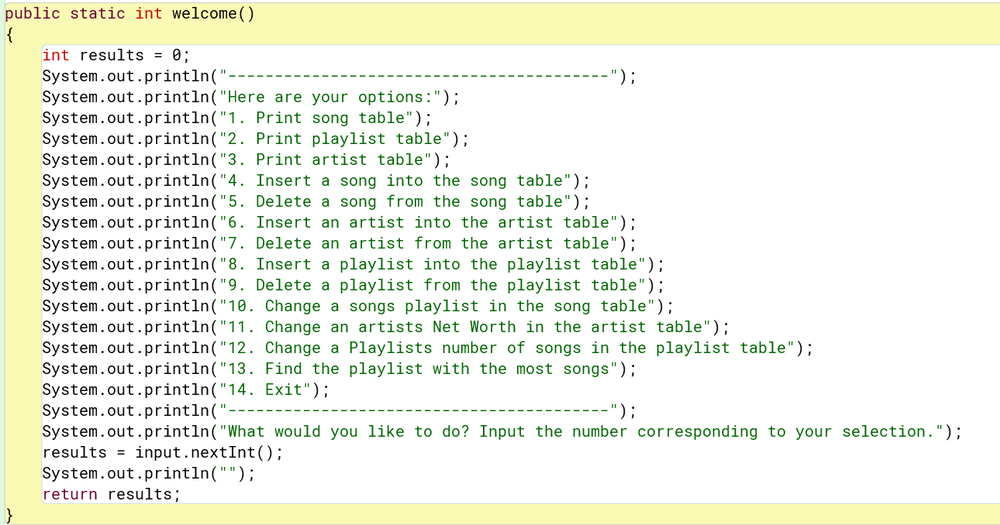 public static int welcome()
{
int results = 0;
System.out.println("-----------------------------------------");
System.out.println("Here are your options:");
System.out.println("1. Print song table");
System.out.println("2. Print playlist table");
System.out.println("3. Print artist table");
System.out.println("4. Insert a song into the song table");
System.out.println("5. Delete a song from the song table");
System.out.println("6. Insert an artist into the artist table");
System.out.println("7. Delete an artist from the artist table");
System.out.println("8. Insert a playlist into the playlist table");
System.out.println("9. Delete a playlist from the playlist table");
System.out.println("10. Change a songs playlist in the song table");
System.out.println("11. Change an artists Net Worth in the artist table");
System.out.println("12. Change a Playlists number of songs in the playlist table");
System.out.println("13. Find the playlist with the most songs");
System.out.println("14. Exit");
System.out.println("-----------------------------------------");
System.out.println("What would you like to do? Input the number corresponding to your selection.");
results = input.nextInt();
System.out.println("");
return results;
}